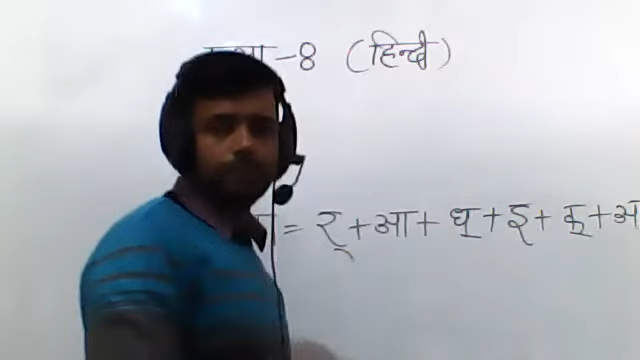 -8 (हिन्दी)
= र् + आ + ध् + इ + क् + अ